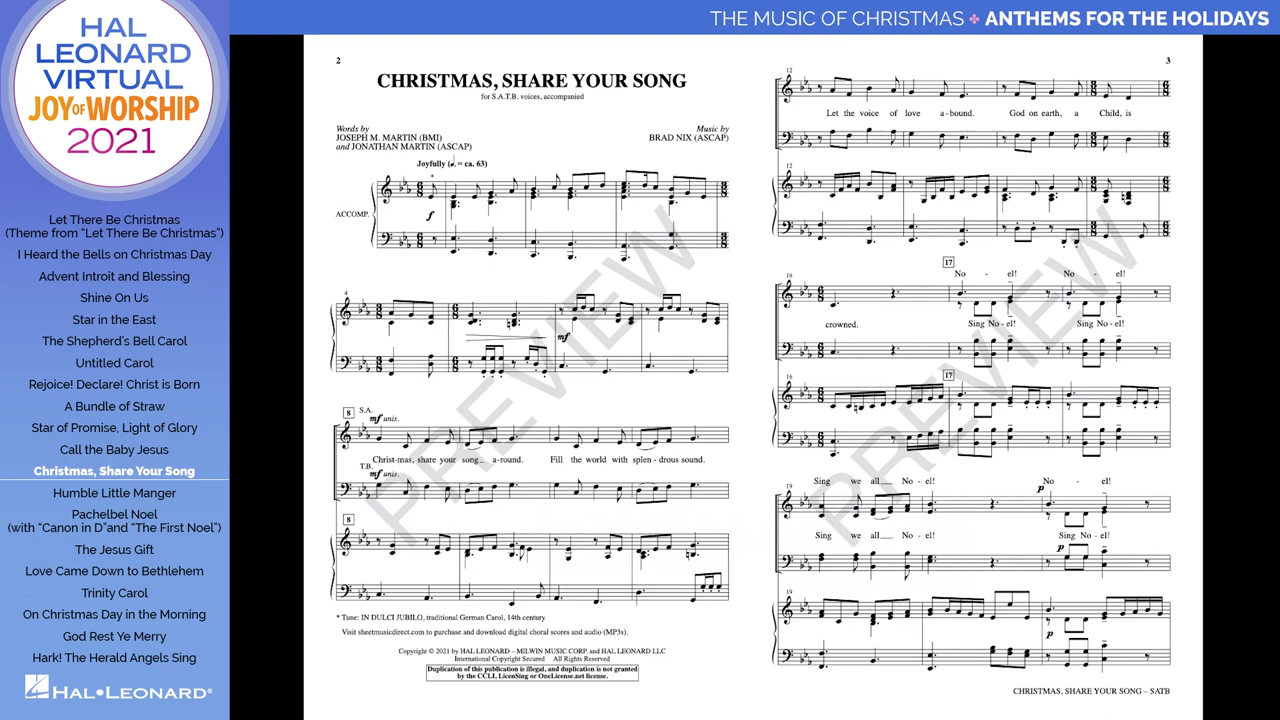 HAL
LEONARD
VIRTUAL
JOY OF WORSHIP
2021
Let There Be Christmas
(Theme from “Let There Be Christmas”)
I Heard the Bells on Christmas Day
Advent Introit and Blessing
Shine On Us
Star in the East
The Shepherd’s Bell Carol
Untitled Carol
Rejoice! Declare! Christ is Born
A Bundle of Straw
Star of Promise, Light of Glory
Call the Baby Jesus
Christmas, Share Your Song
Humble Little Manger
Pachelbel Noel
(with “Canon in D”and “The First Noel”)
The Jesus Gift
Love Came Down to Bethlehem
Trinity Carol
On Christmas Day in the Morning
God Rest Ye Merry
Hark! The Herald Angels Sing
HAL•LEONARD®
THE MUSIC OF CHRISTMAS ANTHEMS FOR THE HOLIDAYS
2
CHRISTMAS, SHARE YOUR SONG
for S.A.T.B. voices, accompanied
Words by
JOSEPH M. MARTIN (BMI)
and JONATHAN MARTIN (ASCAP)
Music by
BRAD NIX (ASCAP)
Joyfully (♩. = ca. 63)
*
ACCOMP.
f
4
mf
8
S.A.
mf unis.
Christ-mas, share your song_ a-round. Fill the world with splen - drous sound.
T.B.
mf unis.
8
* Tune: IN DULCI JUBILO, traditional German Carol, 14th century
Visit sheetmusicdirect.com to purchase and download digital choral scores and audio (MP3s).
Copyright © 2021 by HAL LEONARD – MILWIN MUSIC CORP. and HAL LEONARD LLC
International Copyright Secured All Rights Reserved
Duplication of this publication is illegal, and duplication is not granted
by the CCLI, LicenSing or OneLicense.net license.
PREVIEW
3
12
Let the voice of love a-bound. God on earth, a Child, is
12
17
No - el! No - el!
16
crowned. Sing No-el! Sing No-el!
16
17
Sing we all__ No-el! No - el!
19
p
Sing we all__ No-el! Sing No-el!
p
19
p
CHRISTMAS, SHARE YOUR SONG – SATB
PREVIEW